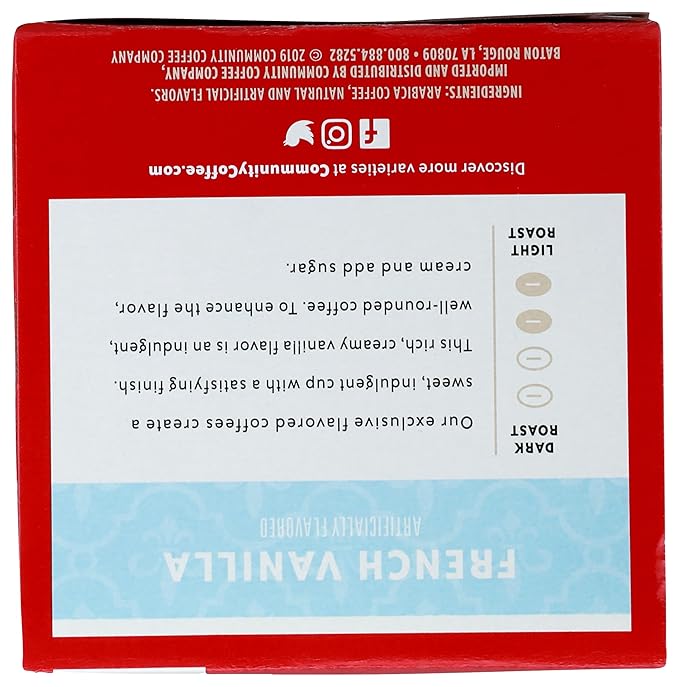 FRENCH VANILLA
ARTIFICIALLY FLAVORED
DARK
ROAST
LIGHT
ROAST
Our exclusive flavored coffees create a
sweet, indulgent cup with a satisfying finish.
This rich, creamy vanilla flavor is an indulgent,
well-rounded coffee. To enhance the flavor,
cream and add sugar.
Discover more varieties at CommunityCoffee.com
INGREDIENTS: ARABICA COFFEE, NATURAL AND ARTIFICIAL FLAVORS.
IMPORTED AND DISTRIBUTED BY COMMUNITY COFFEE COMPANY,
BATON ROUGE, LA 70809 • 800.884.5282 © 2019 COMMUNITY COFFEE COMPANY